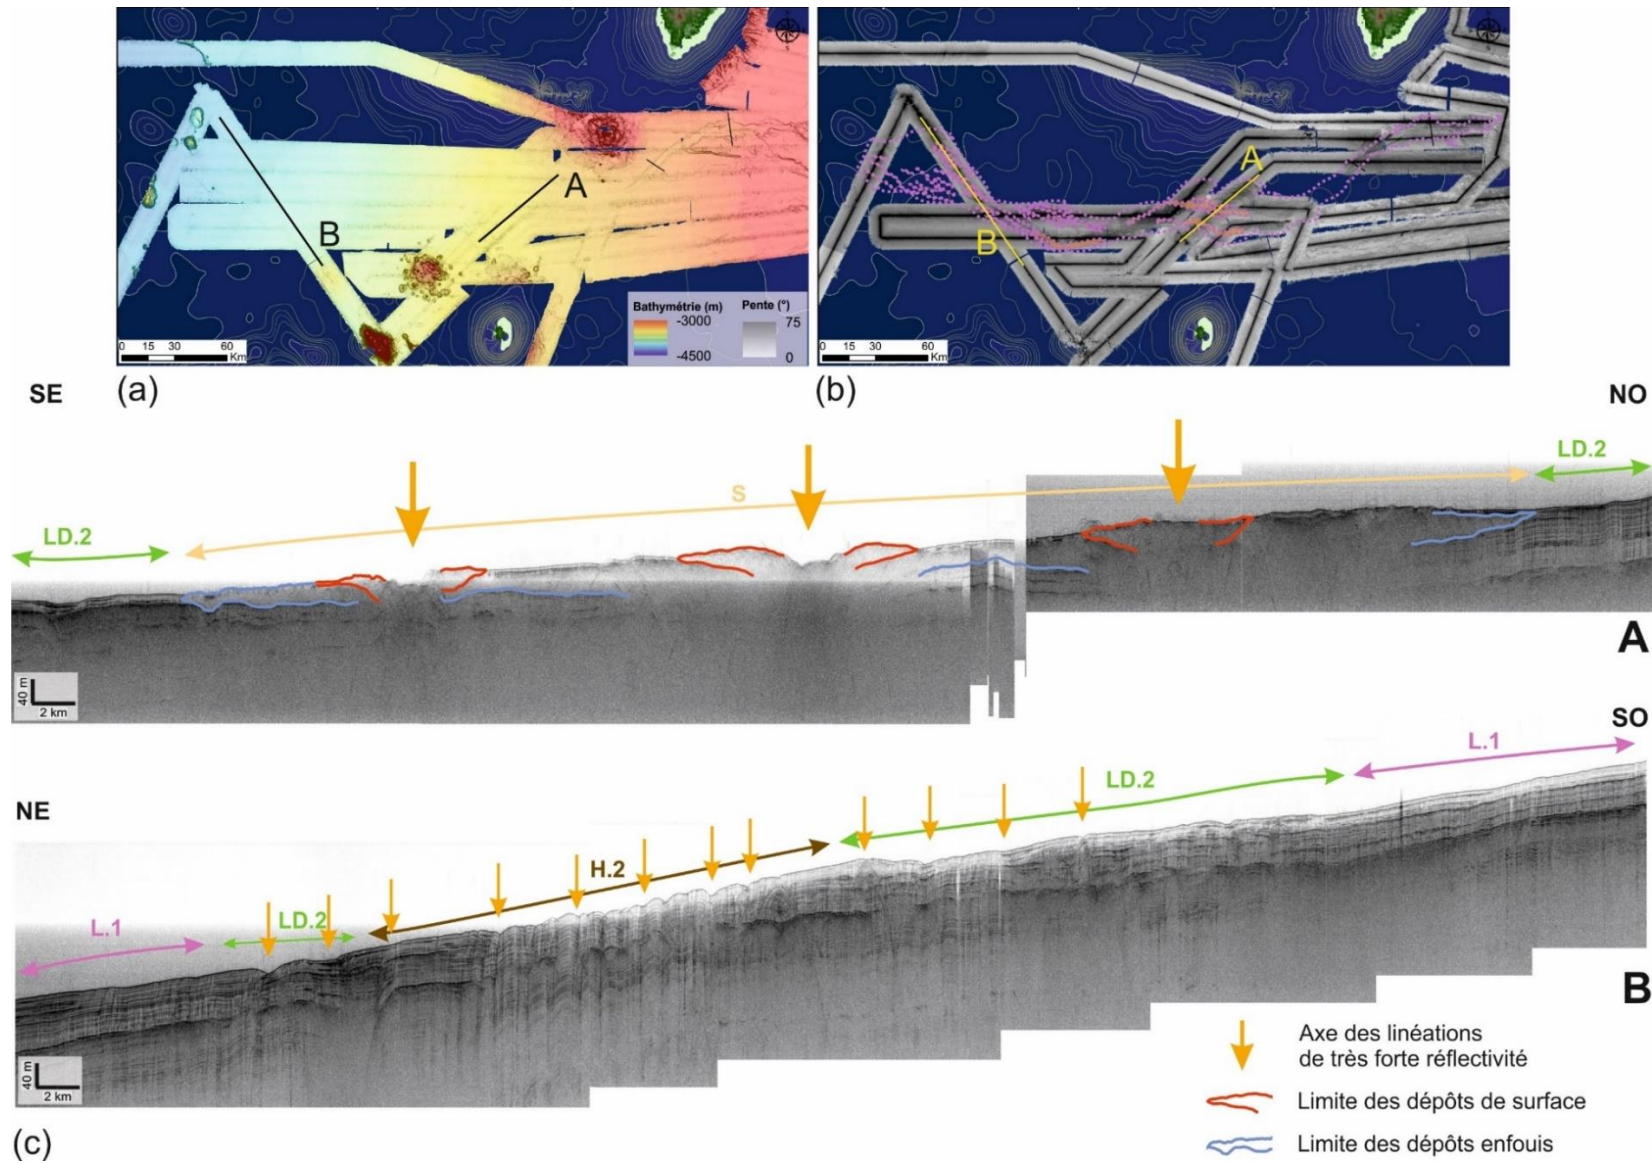 A
B
Bathymétrie (m)
-3000
-4500
Pente (°)
75
0
0 15 30 60
Km
A
B
0 15 30 60
Km
(a)
(b)
SE
NO
LD.2
S
LD.2
A
40 m
2 km
NE
SO
L.1
LD.2
H.2
LD.2
L.1
B
40 m
2 km
Axe des linéations
de très forte réflectivité
Limite des dépôts de surface
Limite des dépôts enfouis
(c)